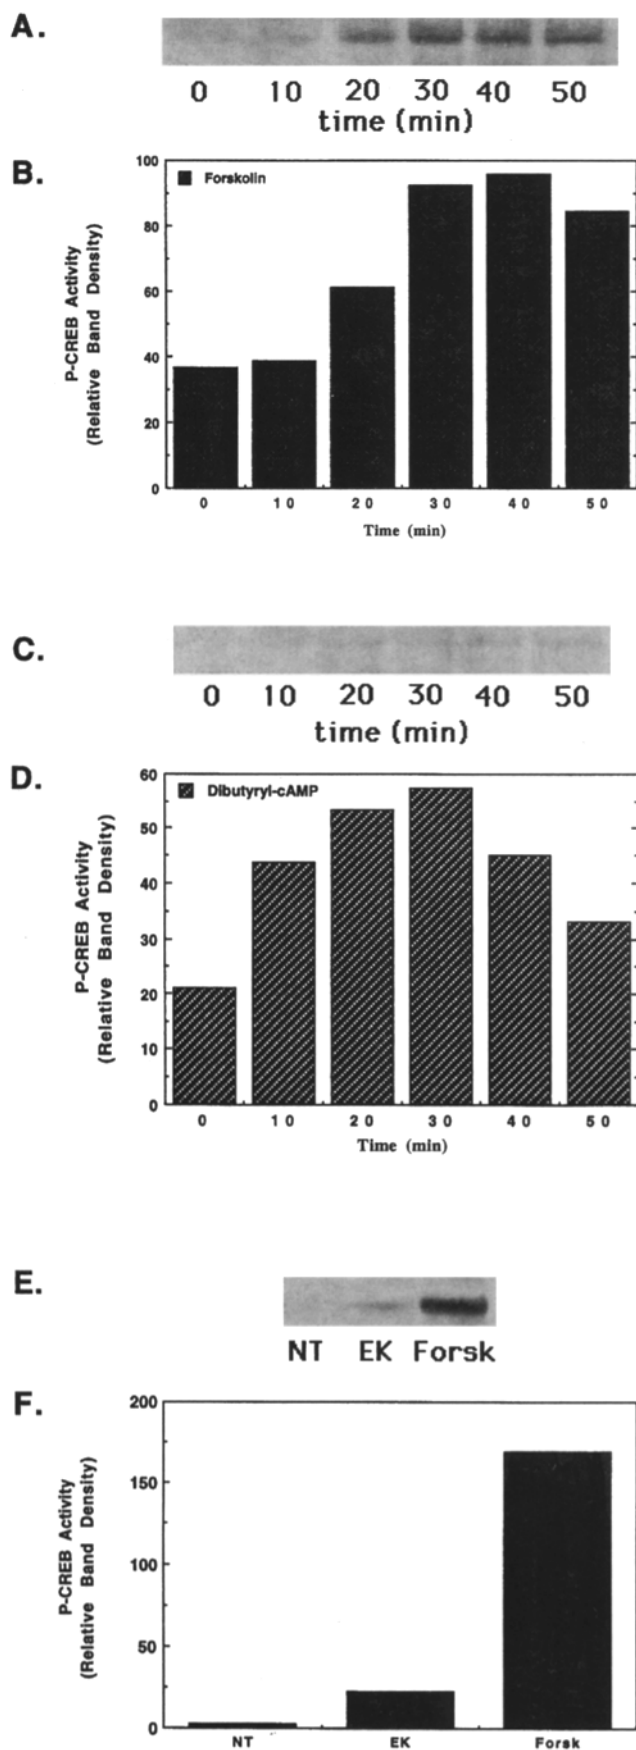 A.
0 10 20 30 40 50
time (min)
B.
P-CREB Activity
(Relative Band Density)
100
80
60
40
20
0
Forskolin
0 10 20 30 40 50
Time (min)
C.
0 10 20 30 40 50
time (min)
D.
P-CREB Activity
(Relative Band Density)
60
50
40
30
20
10
0
Dibutyryl-cAMP
0 10 20 30 40 50
Time (min)
E.
NT EK Forsk
F.
P-CREB Activity
(Relative Band Density)
200
150
100
50
0
NT EK Forsk